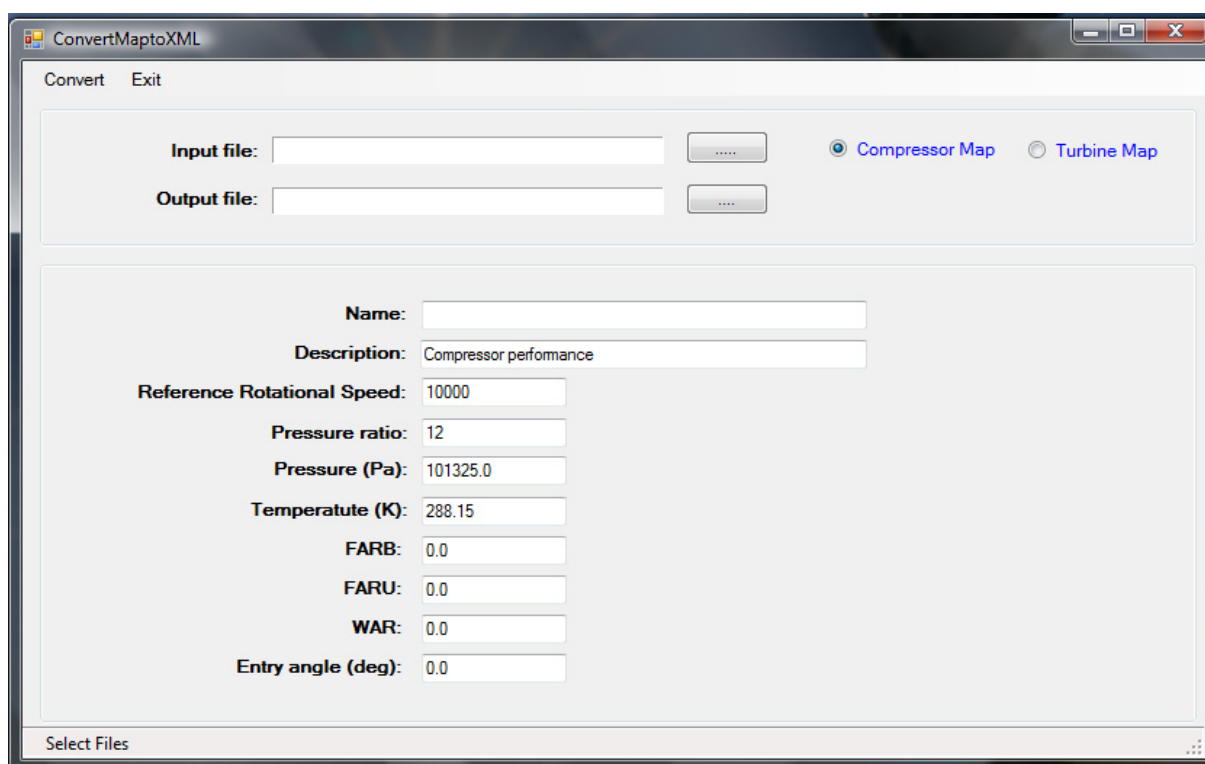 ConvertMaptoXML
Convert Exit
Input file: ..... Compressor Map Turbine Map
Output file: ....
Name:
Description: Compressor performance
Reference Rotational Speed: 10000
Pressure ratio: 12
Pressure (Pa): 101325.0
Temperatute (K): 288.15
FARB: 0.0
FARU: 0.0
WAR: 0.0
Entry angle (deg): 0.0
Select Files